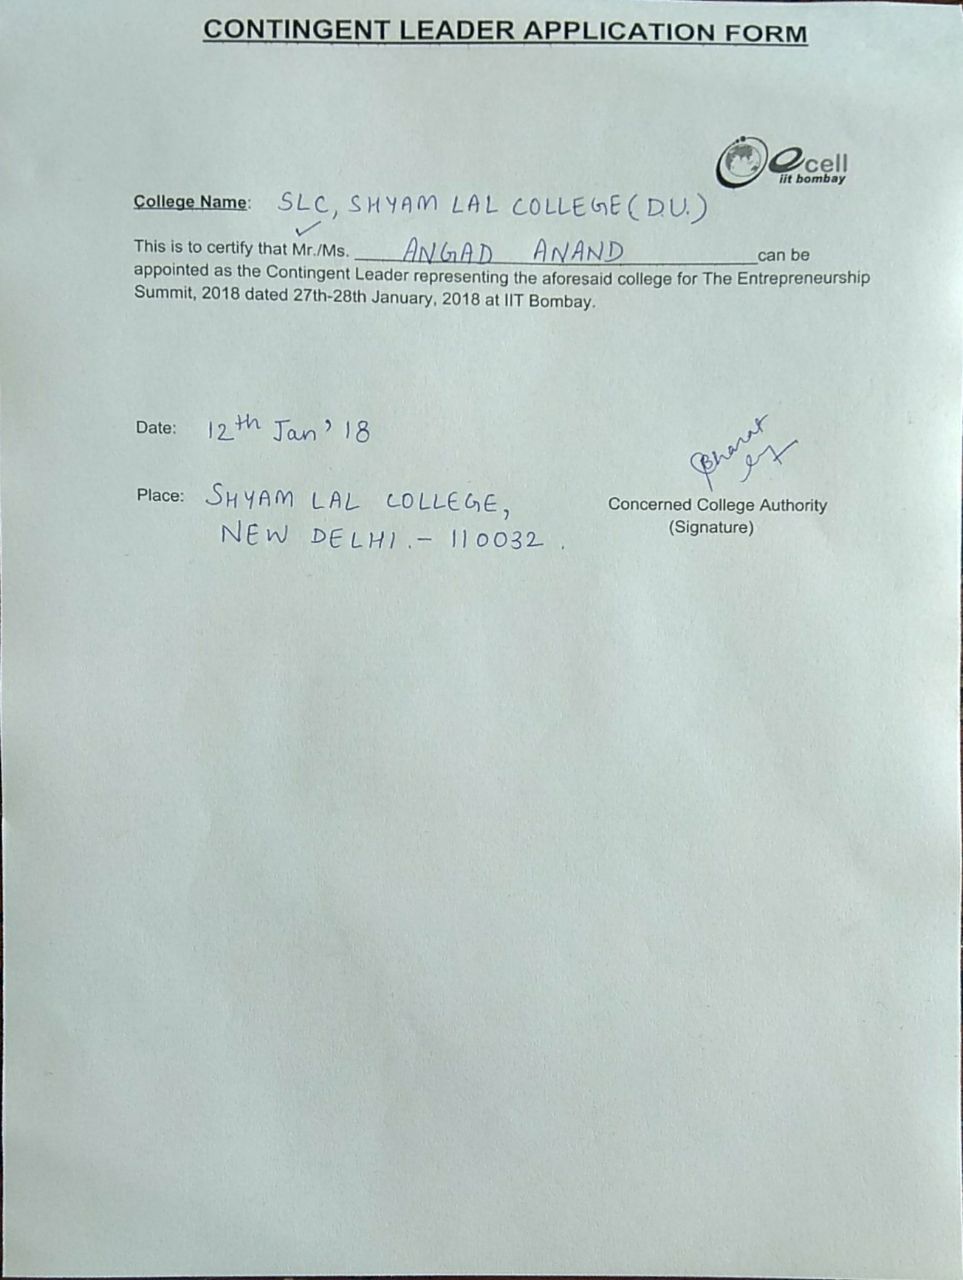 CONTINGENT LEADER APPLICATION FORM
ecell
iit bombay
College Name: SLC, SHYAM LAL COLLEGE (D.U.)
This is to certify that Mr./Ms. ANGAD ANAND can be
appointed as the Contingent Leader representing the aforesaid college for The Entrepreneurship
Summit, 2018 dated 27th-28th January, 2018 at IIT Bombay.
Date: 12th Jan' 18
Bharat
Place: SHYAM LAL COLLEGE,
NEW DELHI.- 110032.
Concerned College Authority
(Signature)